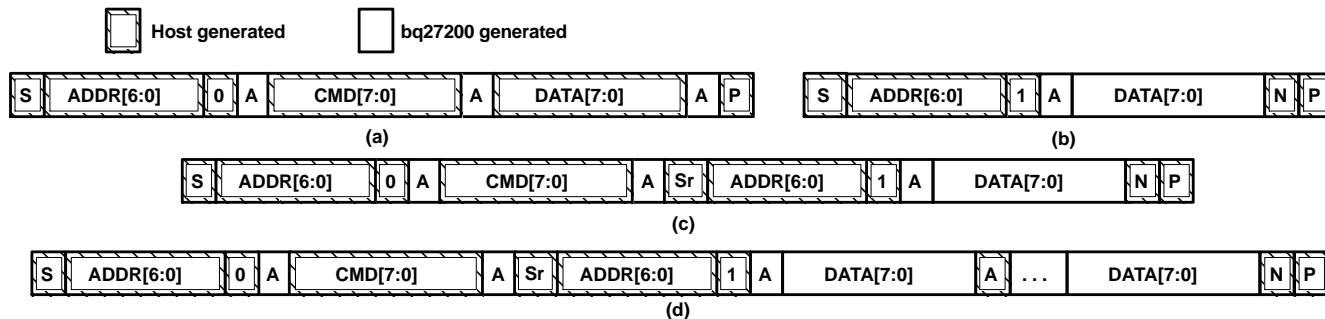 Host generated bq27200 generated
S ADDR[6:0] 0 A CMD[7:0] A DATA[7:0] A P S ADDR[6:0] 1 A DATA[7:0] N P
(a) (b)
S ADDR[6:0] 0 A CMD[7:0] A Sr ADDR[6:0] 1 A DATA[7:0] N P
(c)
S ADDR[6:0] 0 A CMD[7:0] A Sr ADDR[6:0] 1 A DATA[7:0] A ... DATA[7:0] N P
(d)